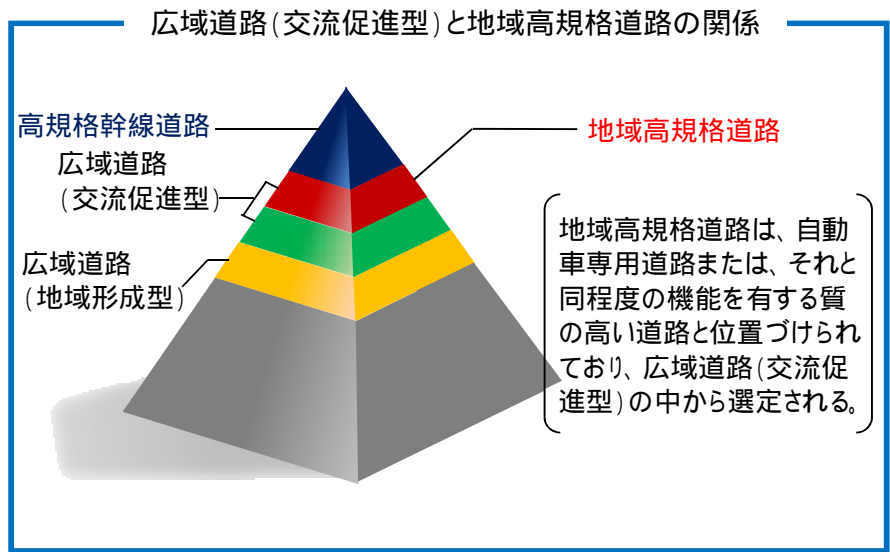 広域道路(交流促進型)と地域高規格道路の関係
高規格幹線道路
広域道路
(交流促進型)
広域道路
(地域形成型)
地域高規格道路
地域高規格道路は、自動
車専用道路または、それと
同程度の機能を有する質
の高い道路と位置づけられ
ており、広域道路(交流促
進型)の中から選定される。